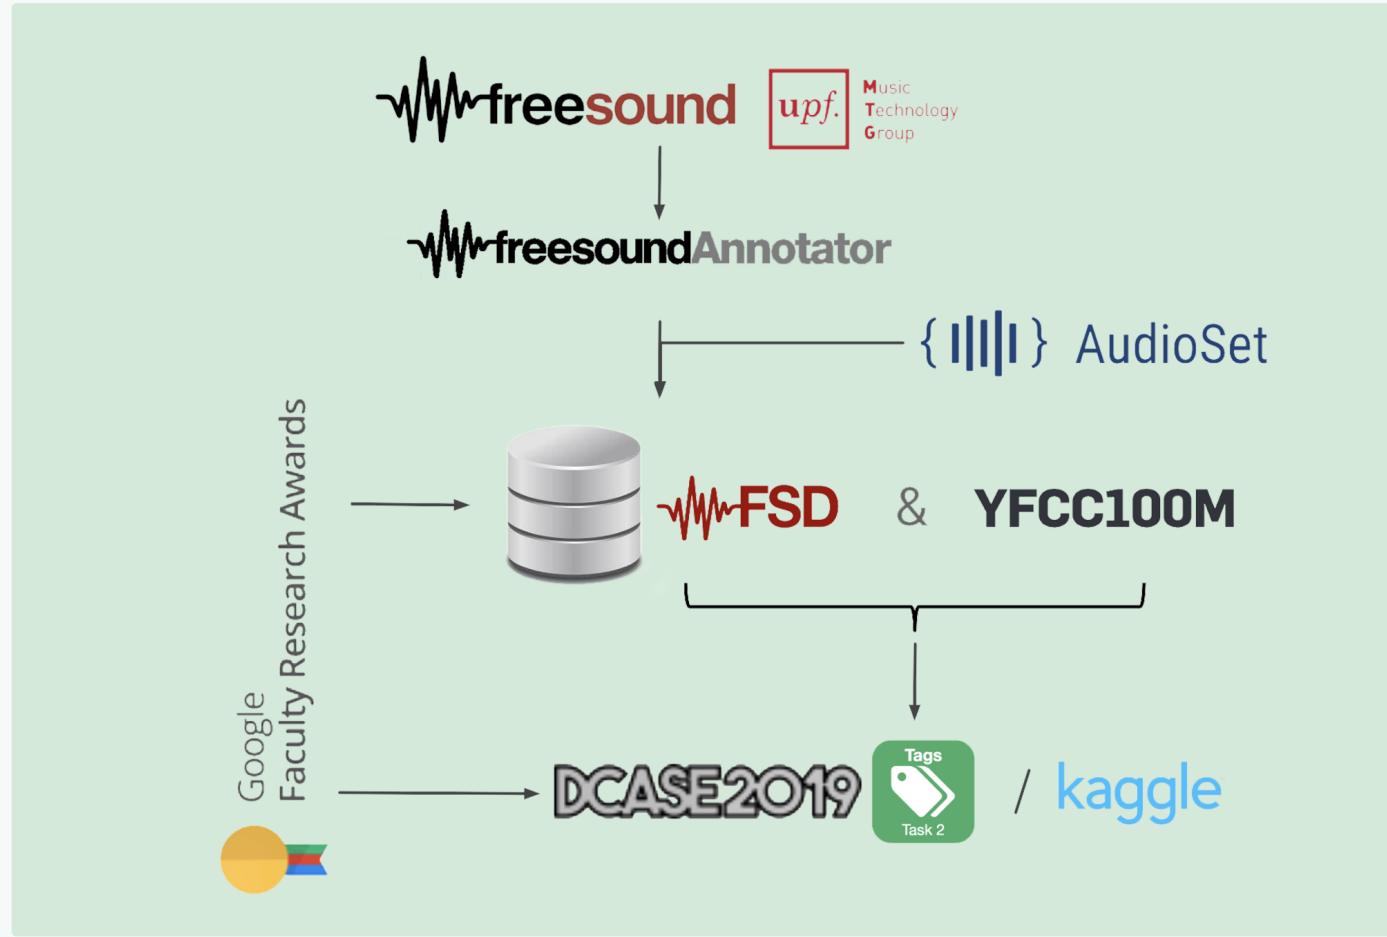 freesound
upf.
Music
Technology
Group
freesoundAnnotator
{ } AudioSet
Google
Faculty Research Awards
FSD & YFCC100M
DCASE2019
Tags
Task 2
/ kaggle